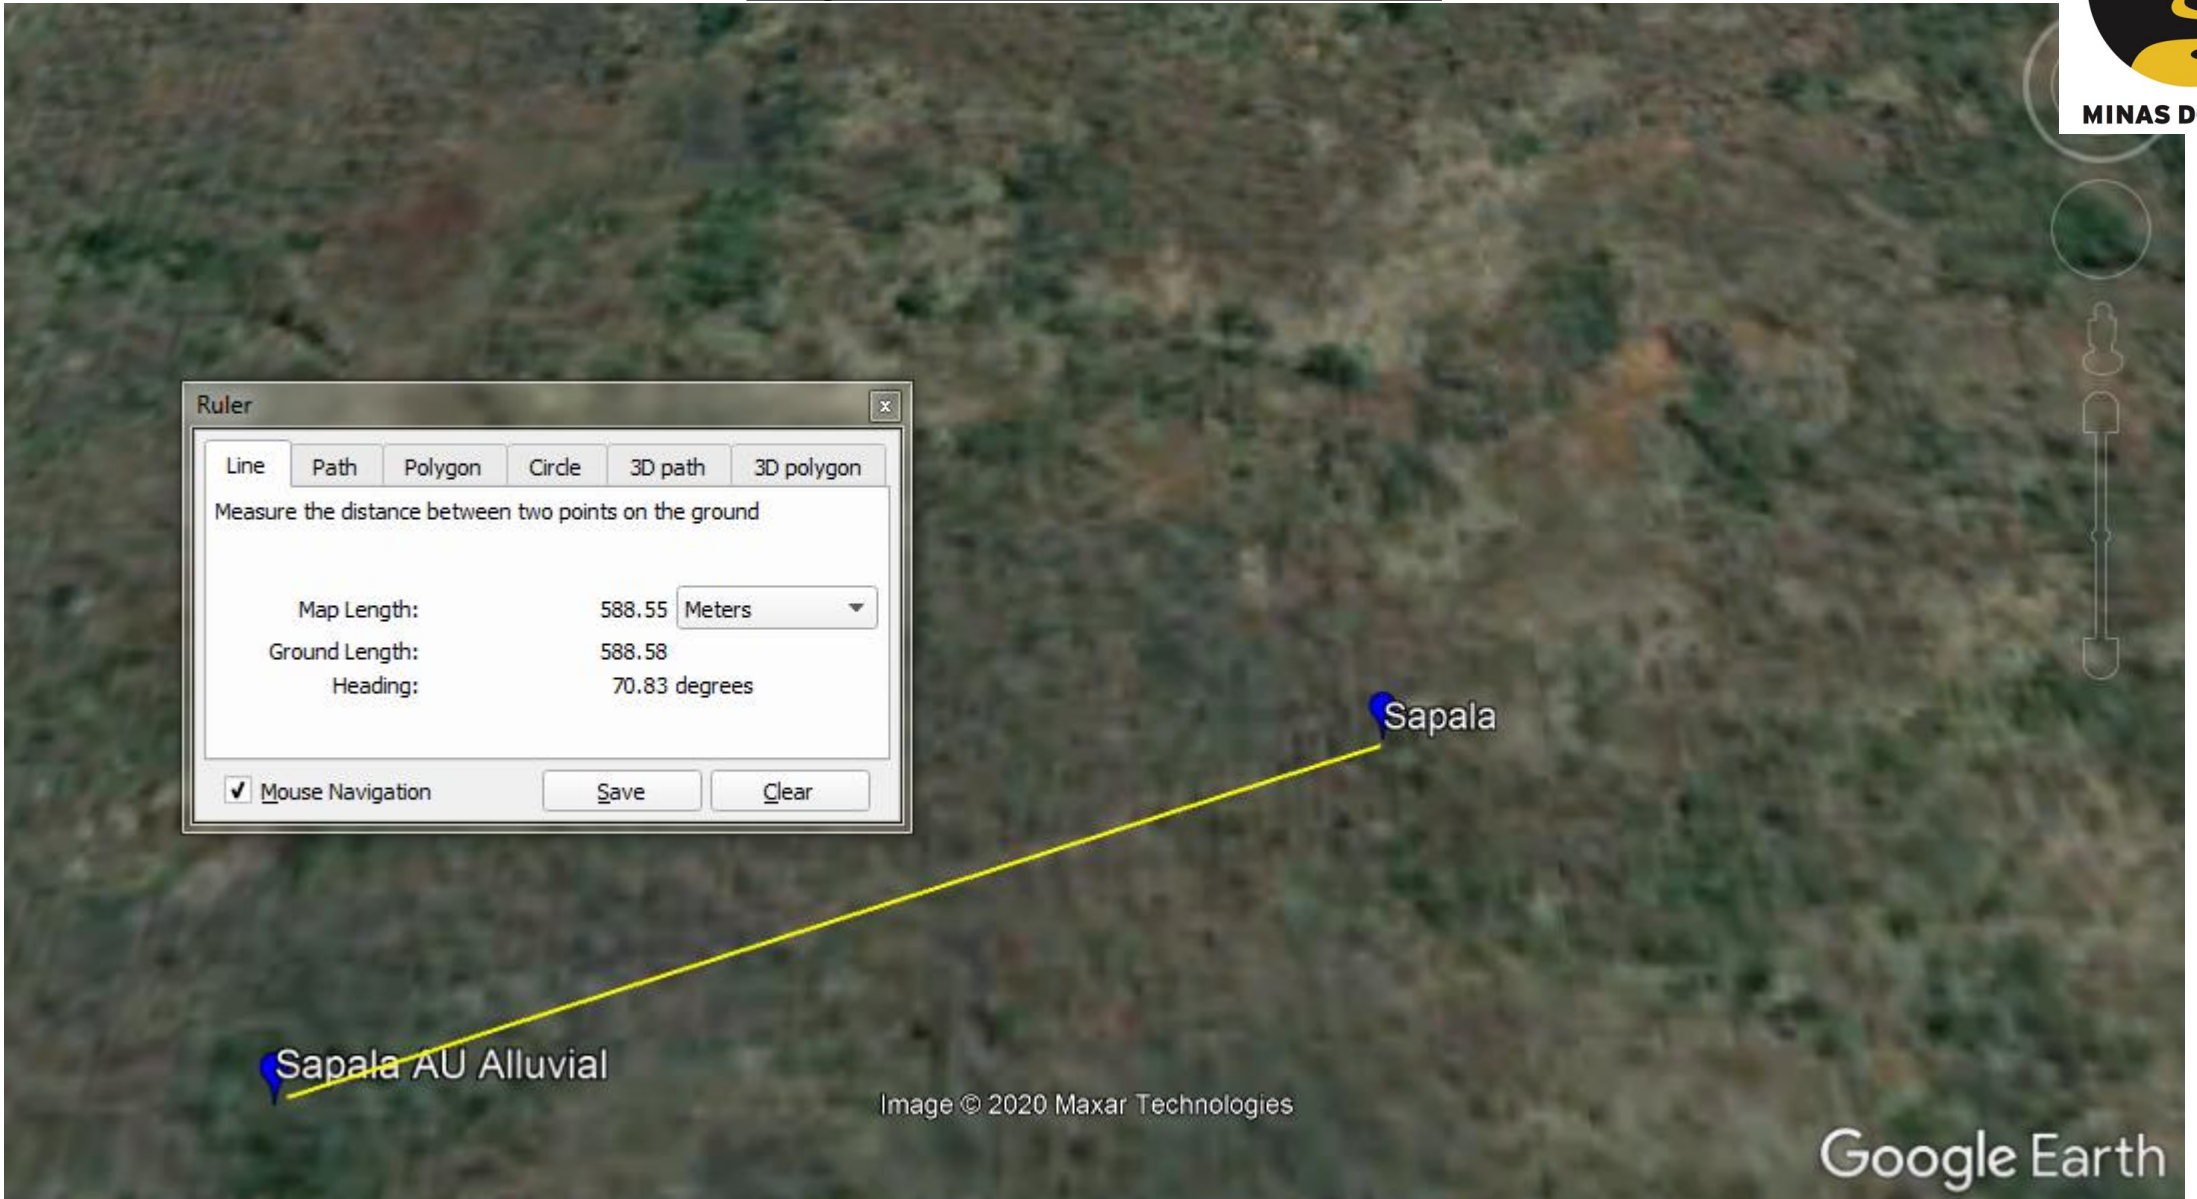 MINAS D
Ruler
x
Line Path Polygon Circle 3D path 3D polygon
Measure the distance between two points on the ground
Map Length: 588.55 Meters
Ground Length: 588.58
Heading: 70.83 degrees
Mouse Navigation Save Clear
Sapala
Sapala AU Alluvial
Image © 2020 Maxar Technologies
Google Earth